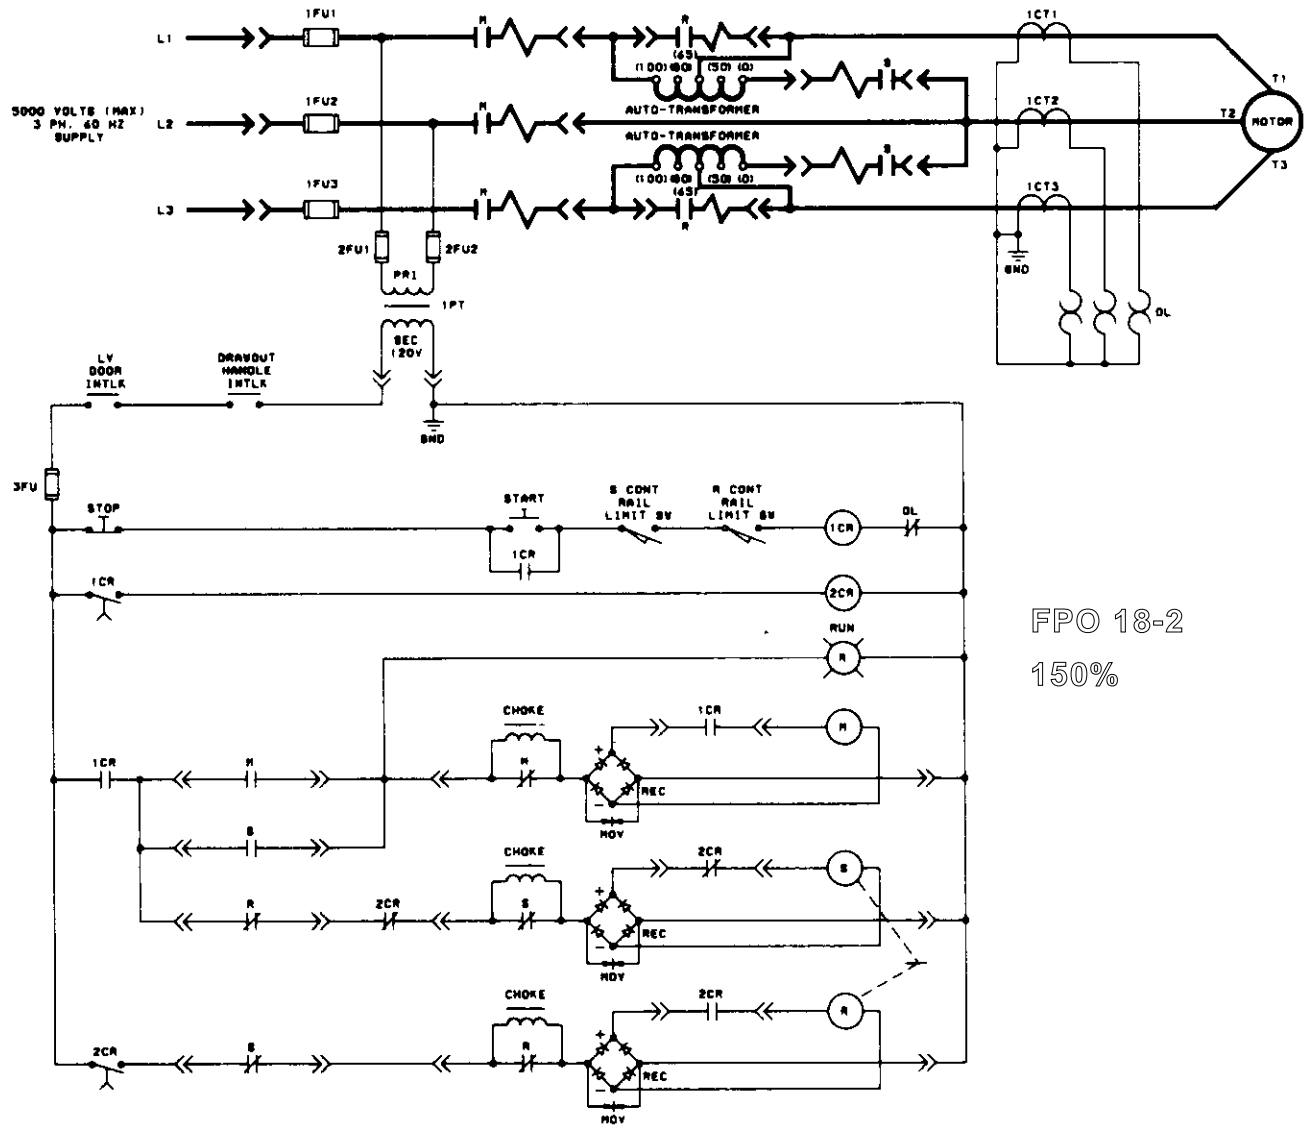 1FU1
M
R
1CT1
L1
(65)
(100) (80) (50) (0)
S
T1
AUTO-TRANSFORMER
5000 VOLTS (MAX)
3 PH. 60 HZ
SUPPLY
L2
1FU2
M
1CT2
T2
MOTOR
AUTO-TRANSFORMER
S
T3
(100) (80) (50) (0)
(65)
1FU3
M
1CT3
L3
R
2FU1
2FU2
GND
PRI
1PT
OL
SEC
120V
LV
DOOR
INTLK
DRAWOUT
HANDLE
INTLK
GND
3FU
STOP
START
S CONT
RAIL
LIMIT SW
R CONT
RAIL
LIMIT SW
1CR
OL
1CR
1CR
2CR
RUN
R
FPO 18-2
150%
CHOKE
1CR
M
1CR
M
M
REC
+
-
MOV
S
CHOKE
2CR
S
R
2CR
S
REC
+
-
MOV
CHOKE
2CR
R
2CR
S
R
REC
+
-
MOV